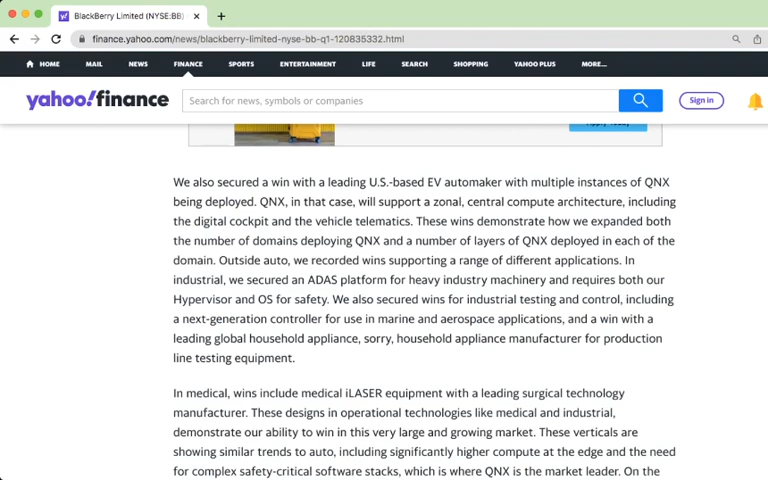 BlackBerry Limited (NYSE:BB)
finance.yahoo.com/news/blackberry-limited-nyse-bb-q1-120835332.html
HOME MAIL NEWS FINANCE SPORTS ENTERTAINMENT LIFE SEARCH SHOPPING YAHOO PLUS MORE...
yahoo!finance Search for news, symbols or companies Sign in
We also secured a win with a leading U.S.-based EV automaker with multiple instances of QNX
being deployed. QNX, in that case, will support a zonal, central compute architecture, including
the digital cockpit and the vehicle telematics. These wins demonstrate how we expanded both
the number of domains deploying QNX and a number of layers of QNX deployed in each of the
domain. Outside auto, we recorded wins supporting a range of different applications. In
industrial, we secured an ADAS platform for heavy industry machinery and requires both our
Hypervisor and OS for safety. We also secured wins for industrial testing and control, including
a next-generation controller for use in marine and aerospace applications, and a win with a
leading global household appliance, sorry, household appliance manufacturer for production
line testing equipment.
In medical, wins include medical iLASER equipment with a leading surgical technology
manufacturer. These designs in operational technologies like medical and industrial,
demonstrate our ability to win in this very large and growing market. These verticals are
showing similar trends to auto, including significantly higher compute at the edge and the need
for complex safety-critical software stacks, which is where QNX is the market leader. On the